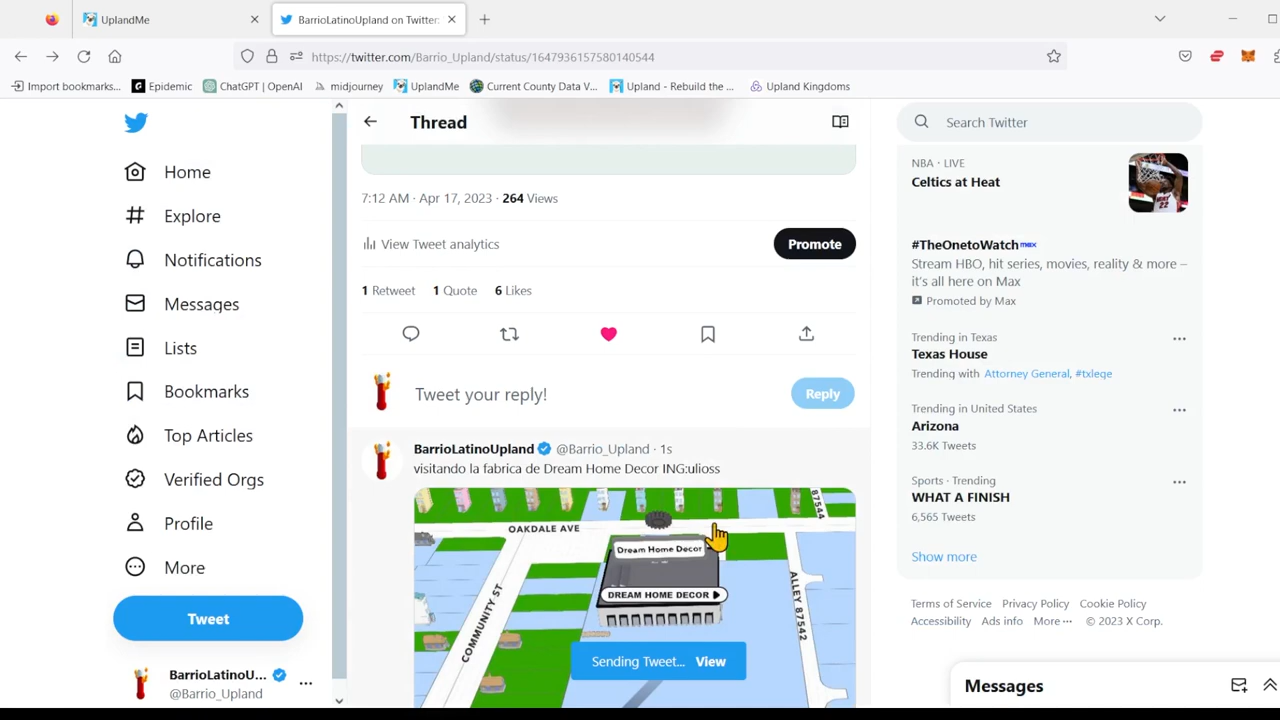 UplandMe
BarrioLatinoUpland on Twitter:
https://twitter.com/Barrio_Upland/status/1647936157580140544
Import bookmarks...
Epidemic
ChatGPT | OpenAI
midjourney
UplandMe
Current County Data V...
Upland - Rebuild the ...
Upland Kingdoms
Home
Explore
Notifications
Messages
Lists
Bookmarks
Top Articles
Verified Orgs
Profile
More
Tweet
BarrioLatinoU...
@Barrio_Upland
Thread
7:12 AM · Apr 17, 2023 · 264 Views
View Tweet analytics
Promote
1 Retweet 1 Quote 6 Likes
Tweet your reply!
Reply
BarrioLatinoUpland @Barrio_Upland · 1s
visitando la fabrica de Dream Home Decor ING:ulioss
OAKDALE AVE
87544
Dream Home Decor
DREAM HOME DECOR
COMMUNITY ST
ALLEY 87542
Sending Tweet... View
Search Twitter
NBA · LIVE
Celtics at Heat
22
#TheOnetoWatch max
Stream HBO, hit series, movies, reality & more –
it's all here on Max
Promoted by Max
Trending in Texas
Texas House
Trending with Attorney General, #txlege
Trending in United States
Arizona
33.6K Tweets
Sports · Trending
WHAT A FINISH
6,565 Tweets
Show more
Terms of Service Privacy Policy Cookie Policy
Accessibility Ads info More ··· © 2023 X Corp.
Messages